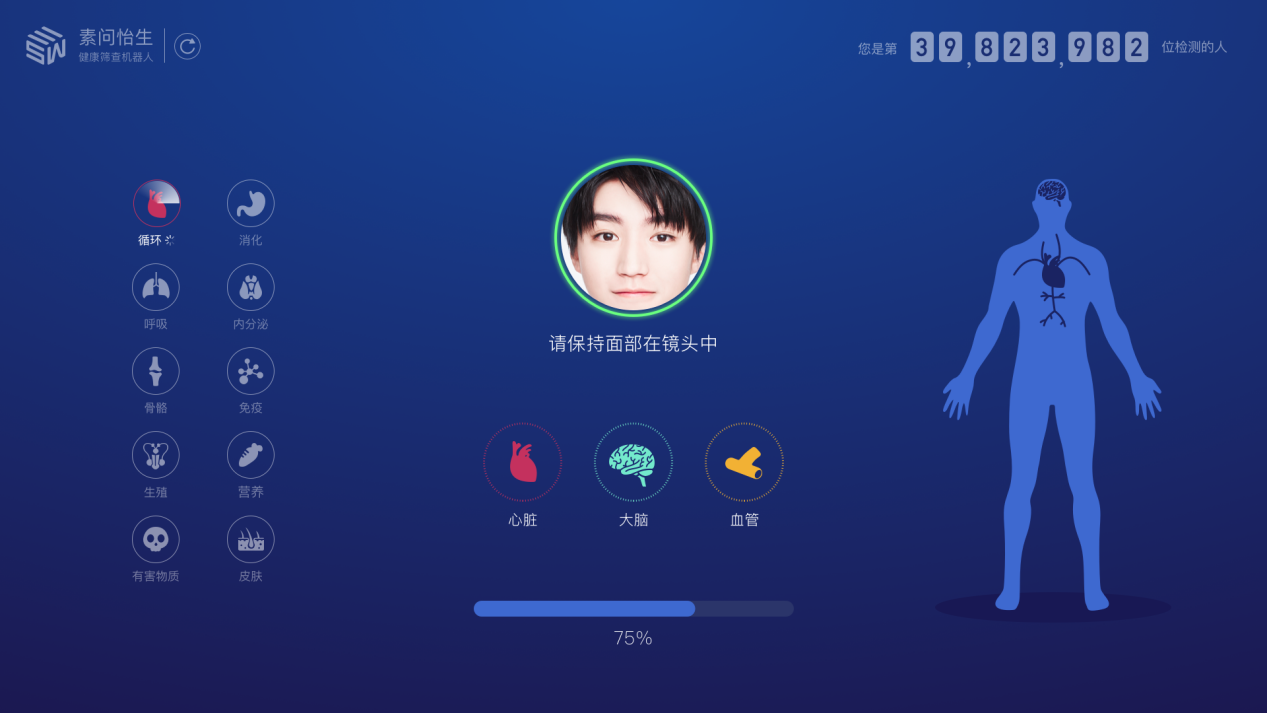 素问怡生
健康筛查机器人
您是第 39,823,982 位检测的人
循环
消化
呼吸
内分泌
骨骼
免疫
生殖
营养
有害物质
皮肤
请保持面部在镜头中
心脏
大脑
血管
75%